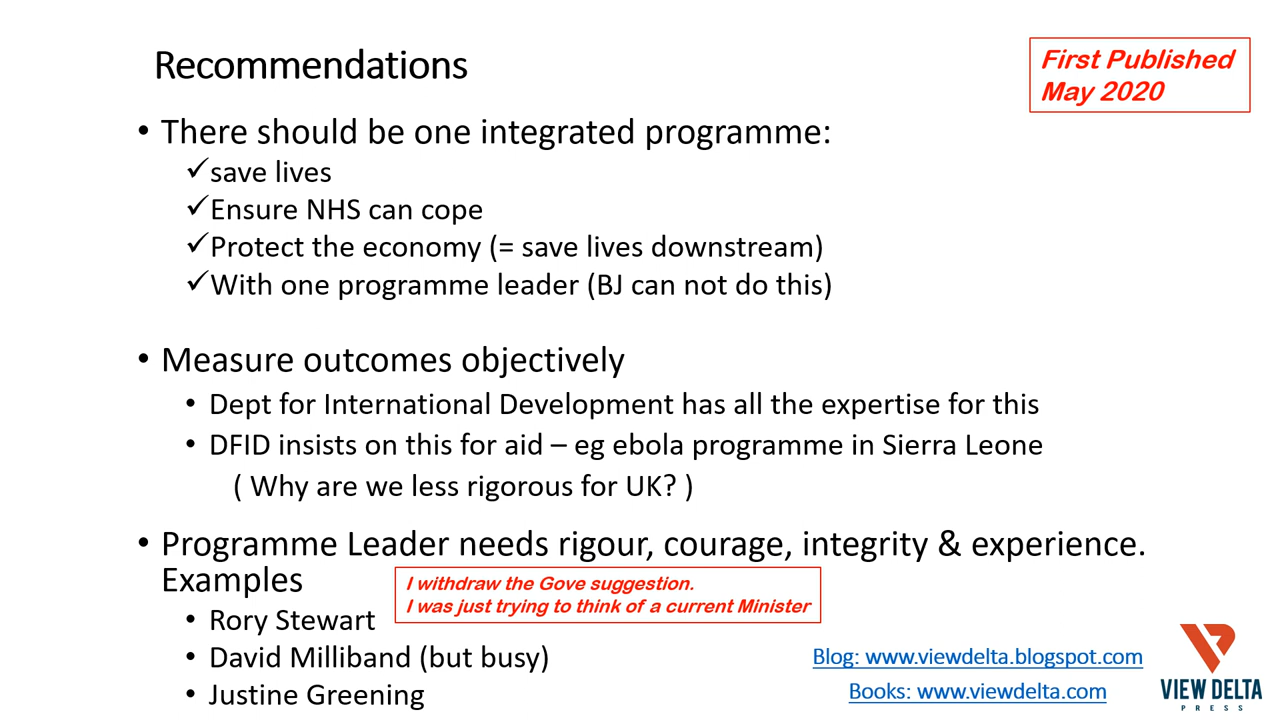 Recommendations
First Published
May 2020
• There should be one integrated programme:
✓save lives
✓Ensure NHS can cope
✓Protect the economy (= save lives downstream)
✓With one programme leader (BJ can not do this)
• Measure outcomes objectively
• Dept for International Development has all the expertise for this
• DFID insists on this for aid – eg ebola programme in Sierra Leone
( Why are we less rigorous for UK? )
• Programme Leader needs rigour, courage, integrity & experience.
Examples
I withdraw the Gove suggestion.
I was just trying to think of a current Minister
• Rory Stewart
• David Milliband (but busy)
• Justine Greening
Blog: www.viewdelta.blogspot.com
Books: www.viewdelta.com
VIEW DELTA
PRESS